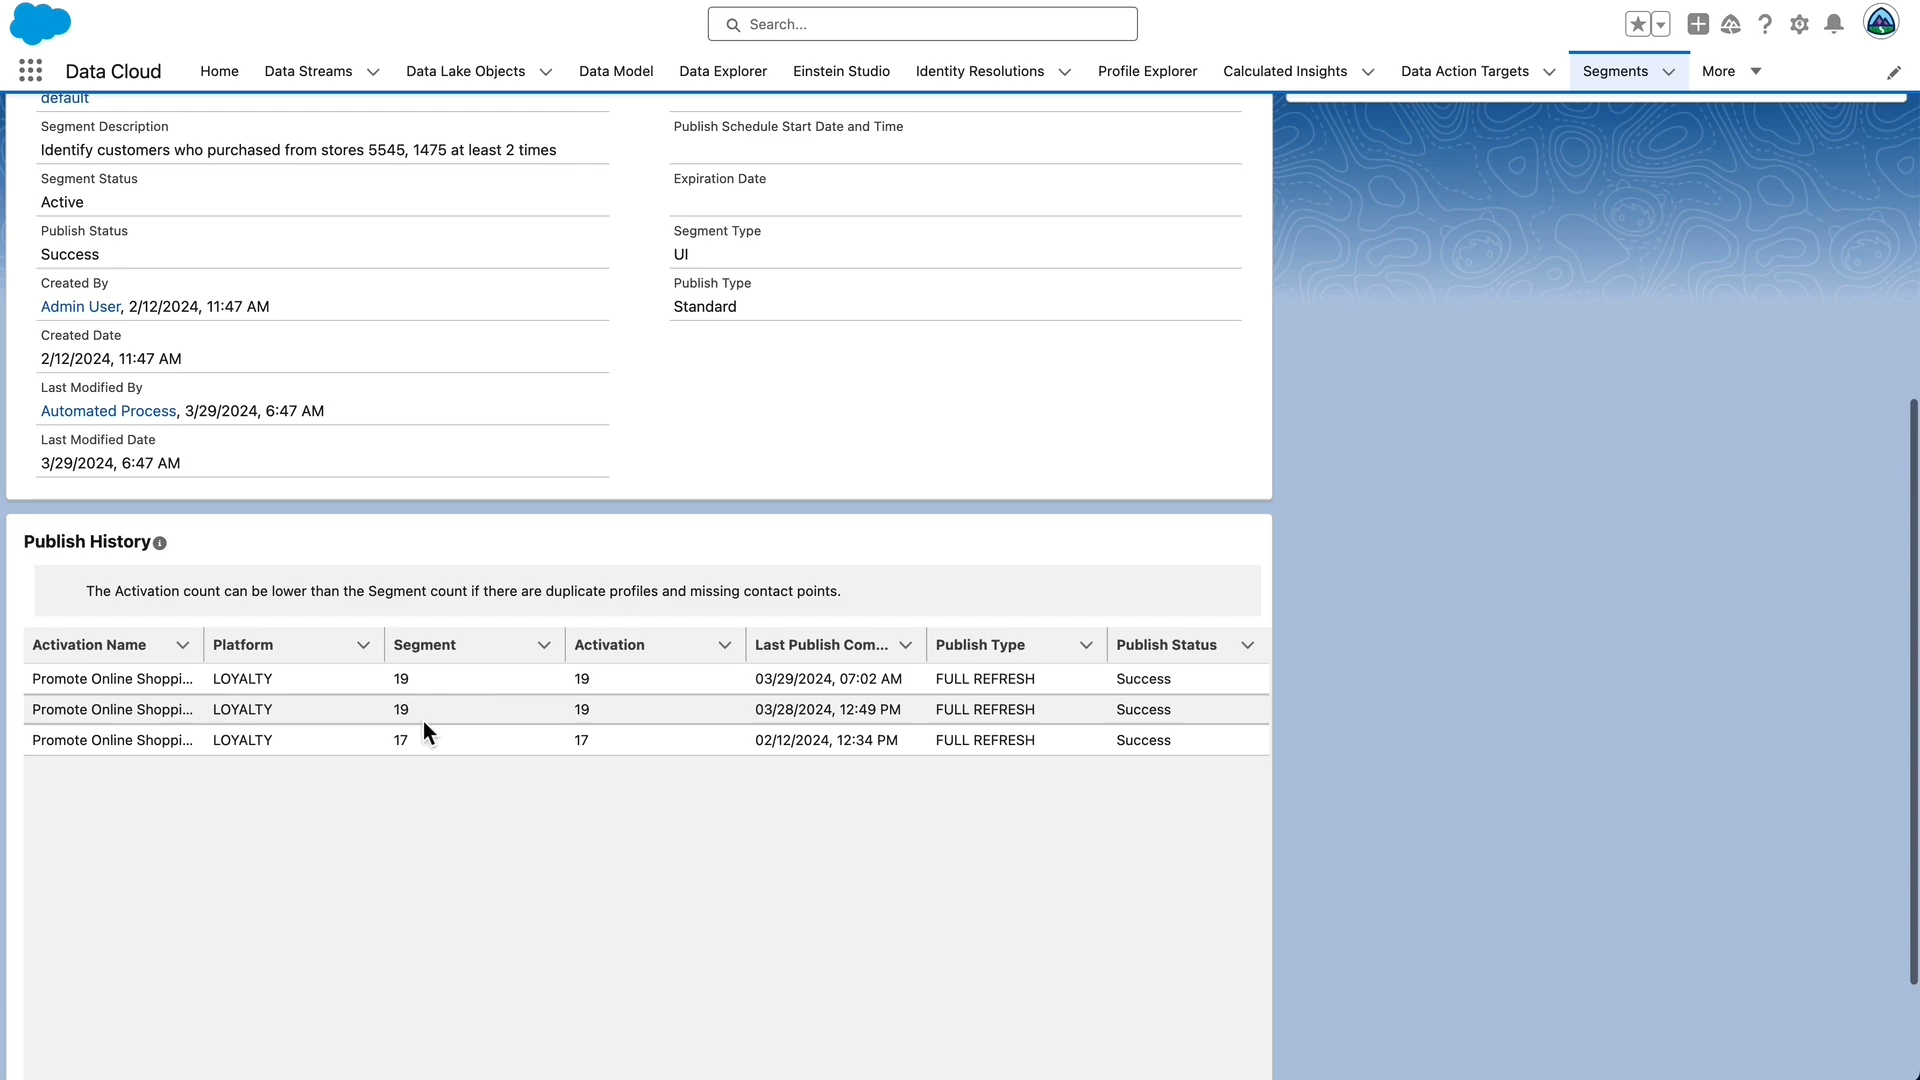 Search...
Data Cloud
Home
Data Streams
Data Lake Objects
Data Model
Data Explorer
Einstein Studio
Identity Resolutions
Profile Explorer
Calculated Insights
Data Action Targets
Segments
More
default
Segment Description
Identify customers who purchased from stores 5545, 1475 at least 2 times
Segment Status
Active
Publish Status
Success
Created By
Admin User, 2/12/2024, 11:47 AM
Created Date
2/12/2024, 11:47 AM
Last Modified By
Automated Process, 3/29/2024, 6:47 AM
Last Modified Date
3/29/2024, 6:47 AM
Publish Schedule Start Date and Time
Expiration Date
Segment Type
UI
Publish Type
Standard
Publish History
The Activation count can be lower than the Segment count if there are duplicate profiles and missing contact points.
Activation Name Platform Segment Activation Last Publish Com... Publish Type Publish Status
Promote Online Shoppi... LOYALTY 19 19 03/29/2024, 07:02 AM FULL REFRESH Success
Promote Online Shoppi... LOYALTY 19 19 03/28/2024, 12:49 PM FULL REFRESH Success
Promote Online Shoppi... LOYALTY 17 17 02/12/2024, 12:34 PM FULL REFRESH Success